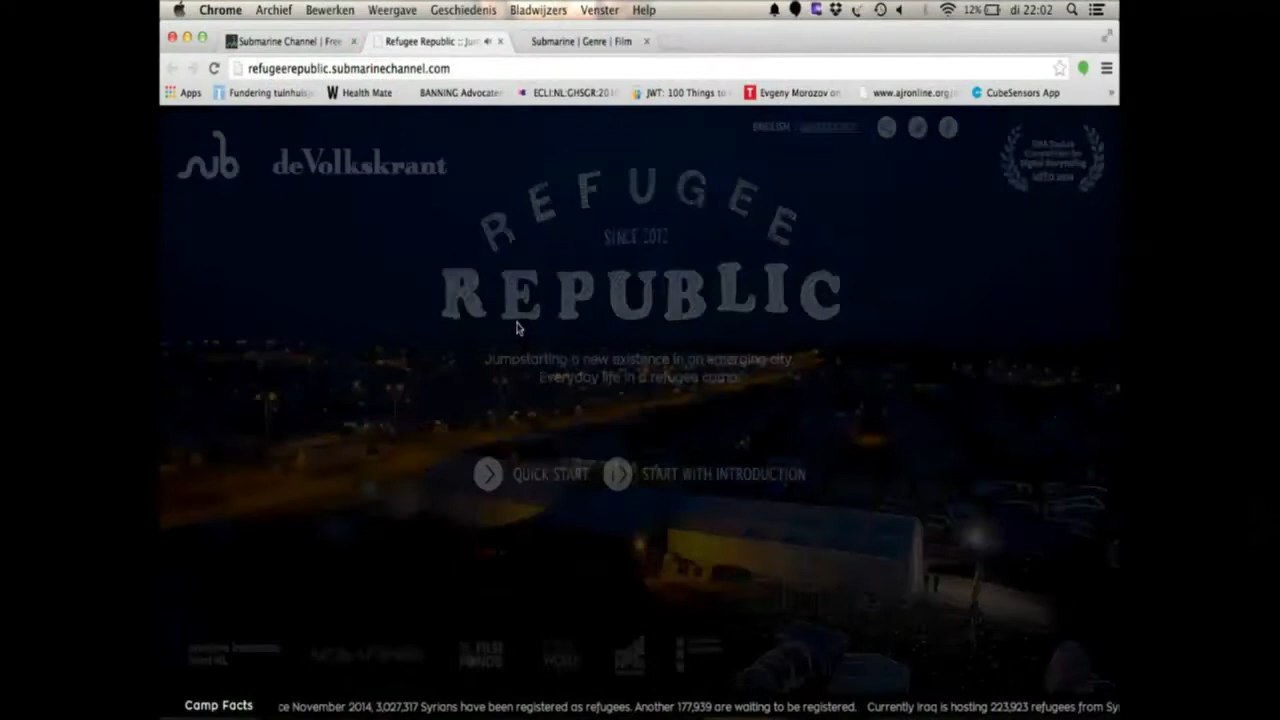 Chrome Archief Bewerken Weergave Geschiedenis Bladwijzers Venster Help 12% di 22:02
Submarine Channel | Free Refugee Republic :: Submarine | Genre | Film
refugeerepublic.submarinechannel.com
Apps Fundering tuinhuis Health Mate BANNING Advocaten ECLI:NL:GHSGR:201 JWT: 100 Things to Evgeny Morozov on www.ajronline.org CubeSensors App »
ENGLISH
sub deVolkskrant
REFUGEE
SINCE 2012
REPUBLIC
Jumpstarting a new existence in an emerging city.
Everyday life in a refugee camp.
QUICK START START WITH INTRODUCTION
Camp Facts ce November 2014, 3,027,317 Syrians have been registered as refugees. Another 177,939 are waiting to be registered. Currently Iraq is hosting 223,923 refugees from Sy